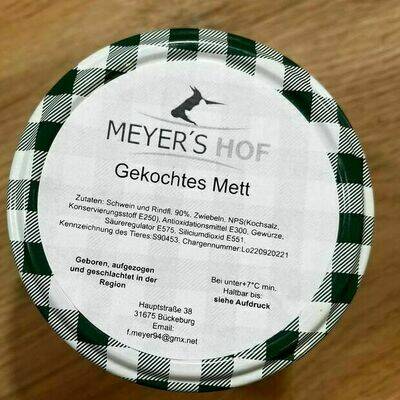 MEYER´S HOF
Gekochtes Mett
Zutaten: Schwein und Rindfl. 90%, Zwiebeln, NPS(Kochsalz,
Konservierungsstoff E250), Antioxidationsmittel E300, Gewürze,
Säureregulator E575, Siliciumdioxid E551,
Kennzeichnung des Tieres:S90453, Chargennummer:Lo220920221
Geboren, aufgezogen
und geschlachtet in der
Region
Bei unter+7°C min.
Haltbar bis:
siehe Aufdruck
Hauptstraße 38
31675 Bückeburg
Email:
f.meyer94@gmx.net